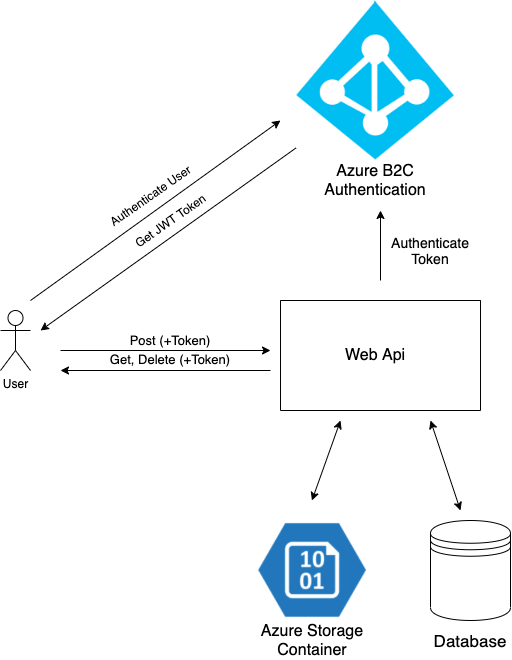 Azure B2C
Authentication
Authenticate User
Get JWT Token
Authenticate
Token
Post (+Token)
Get, Delete (+Token)
User
Web Api
10
01
Azure Storage
Container
Database